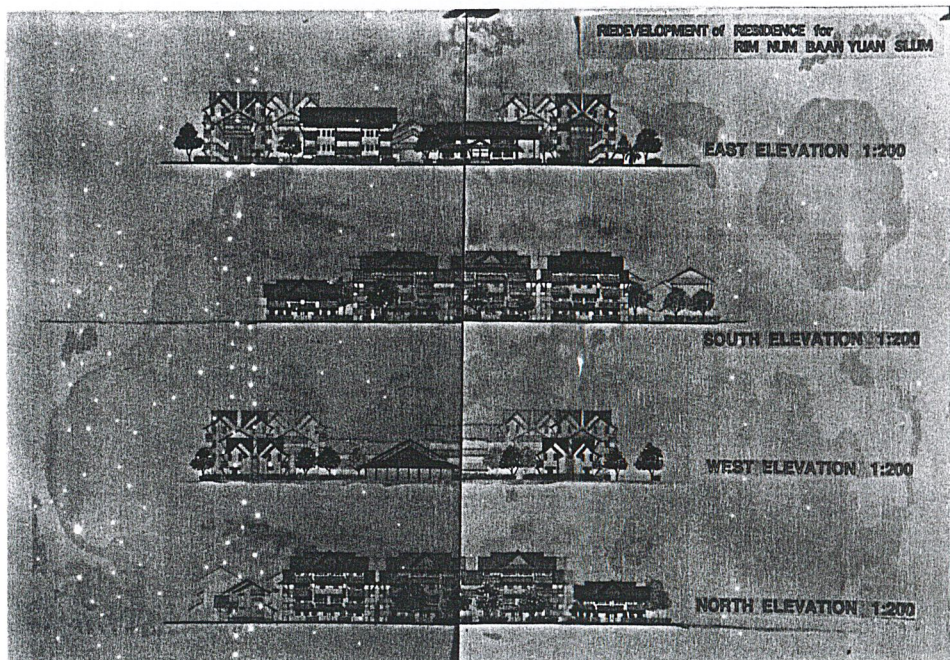 REDEVELOPMENT of RESIDENCE for
RIM NUM BAAN YUAN SLUM
EAST ELEVATION 1:200
SOUTH ELEVATION 1:200
WEST ELEVATION 1:200
NORTH ELEVATION 1:200